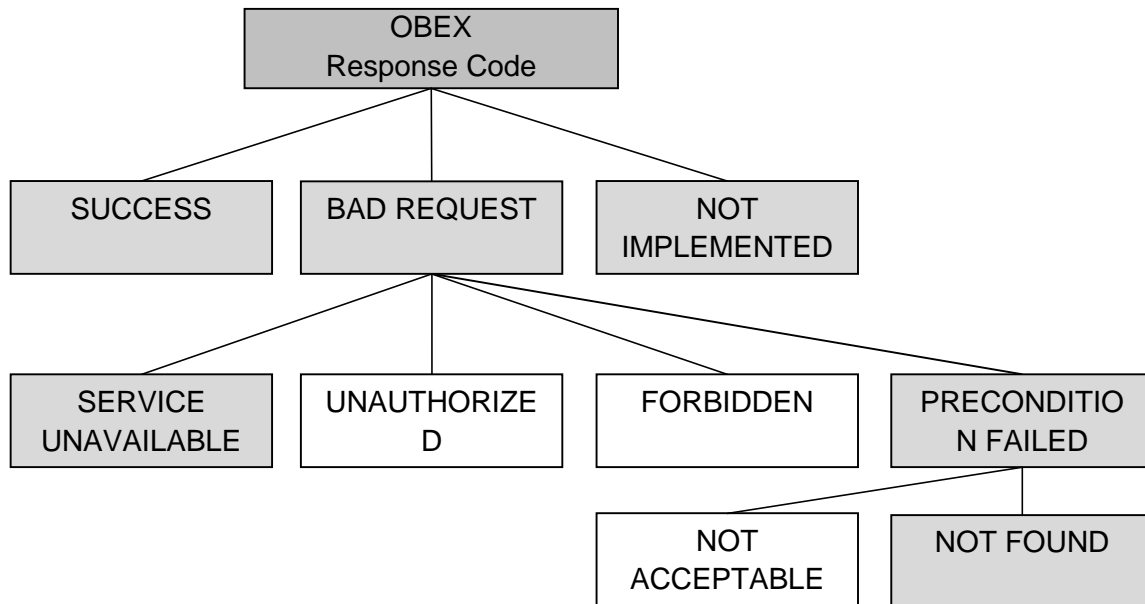 OBEX
Response Code
SUCCESS
BAD REQUEST
NOT
IMPLEMENTED
SERVICE
UNAVAILABLE
UNAUTHORIZE
D
FORBIDDEN
PRECONDITIO
N FAILED
NOT
ACCEPTABLE
NOT FOUND